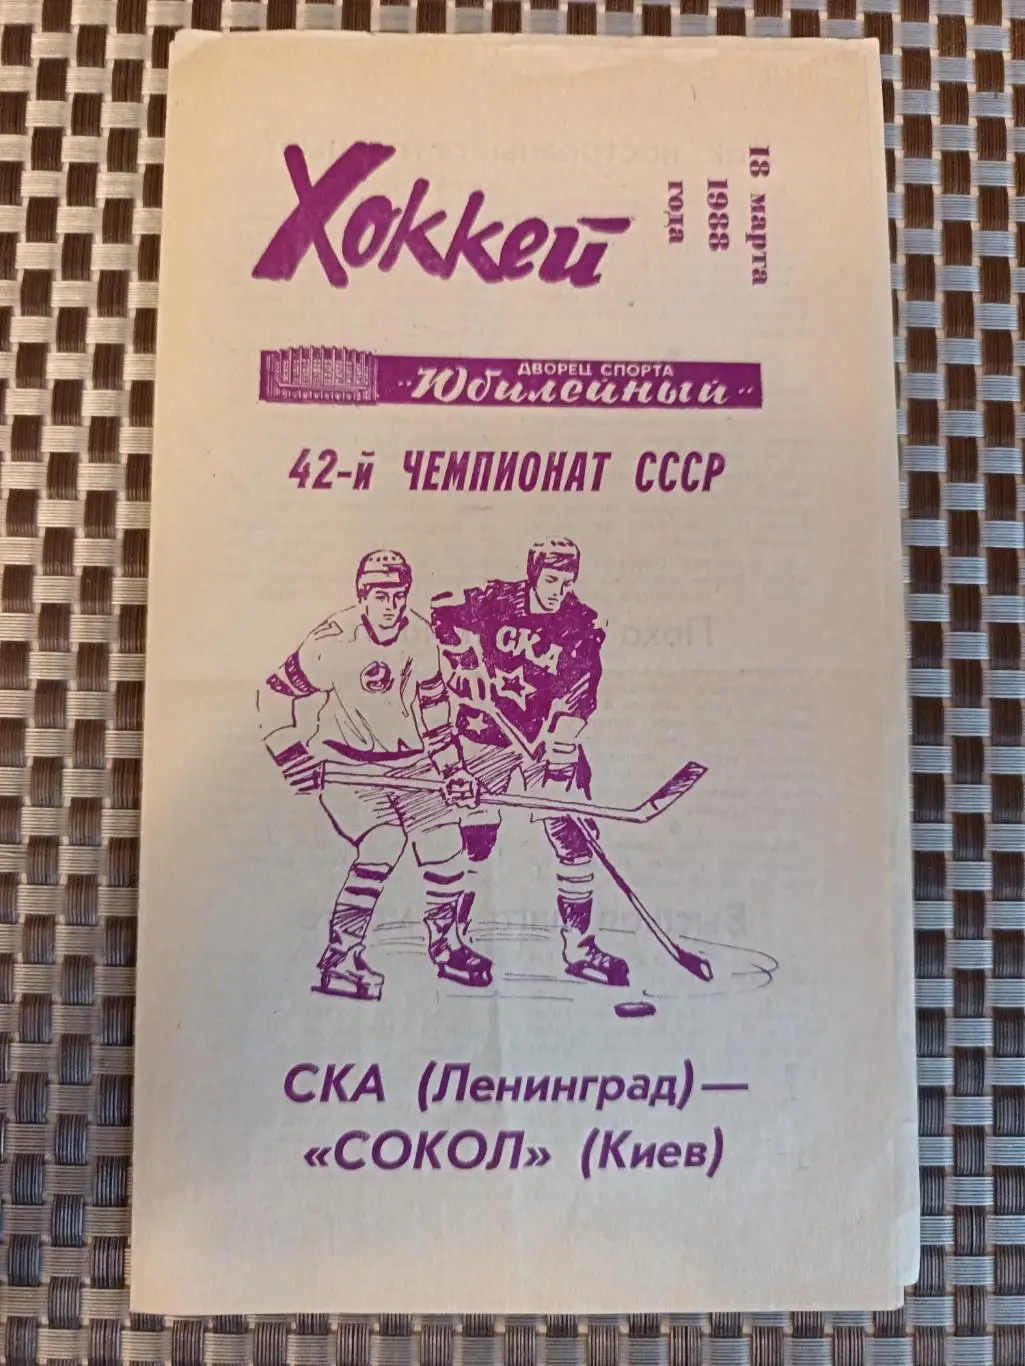 Хоккей
18 марта
1988
года
ДВОРЕЦ СПОРТА
"Юбилейный"
42-й ЧЕМПИОНАТ СССР
СКА
СКА (Ленинград) —
«СОКОЛ» (Киев)